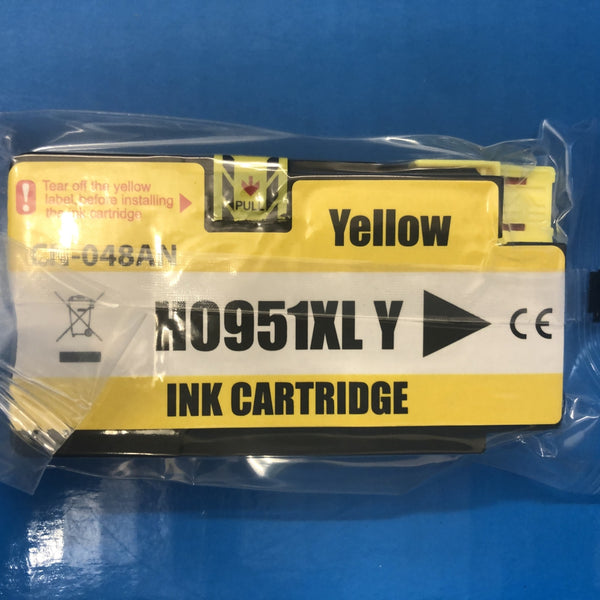 Tear off the yellow
label before installing
the ink cartridge
PULL
Yellow
CN-048AN
H0951XL Y
CE
INK CARTRIDGE